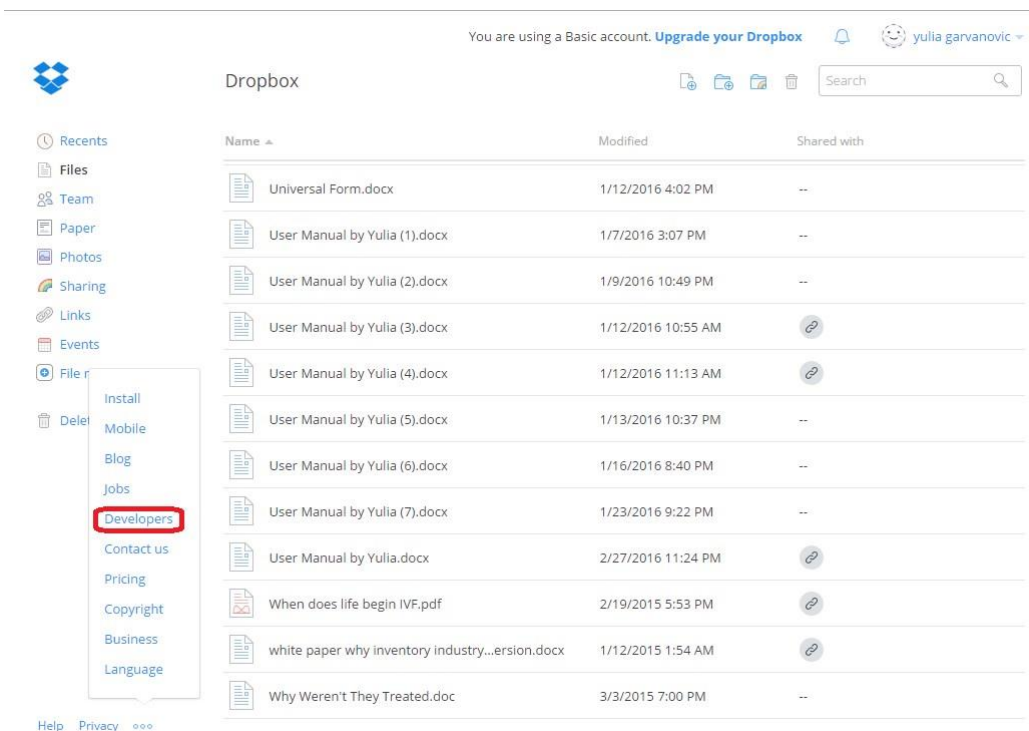 You are using a Basic account. Upgrade your Dropbox
yulia garvanovic
Dropbox
Search
Recents
Files
Team
Paper
Photos
Sharing
Links
Events
File r
Delet
Install
Mobile
Blog
Jobs
Developers
Contact us
Pricing
Copyright
Business
Language
Help Privacy
Name Modified Shared with
Universal Form.docx 1/12/2016 4:02 PM --
User Manual by Yulia (1).docx 1/7/2016 3:07 PM --
User Manual by Yulia (2).docx 1/9/2016 10:49 PM --
User Manual by Yulia (3).docx 1/12/2016 10:55 AM
User Manual by Yulia (4).docx 1/12/2016 11:13 AM
User Manual by Yulia (5).docx 1/13/2016 10:37 PM --
User Manual by Yulia (6).docx 1/16/2016 8:40 PM --
User Manual by Yulia (7).docx 1/23/2016 9:22 PM --
User Manual by Yulia.docx 2/27/2016 11:24 PM
When does life begin IVF.pdf 2/19/2015 5:53 PM
white paper why inventory industry...ersion.docx 1/12/2015 1:54 AM
Why Weren't They Treated.doc 3/3/2015 7:00 PM --